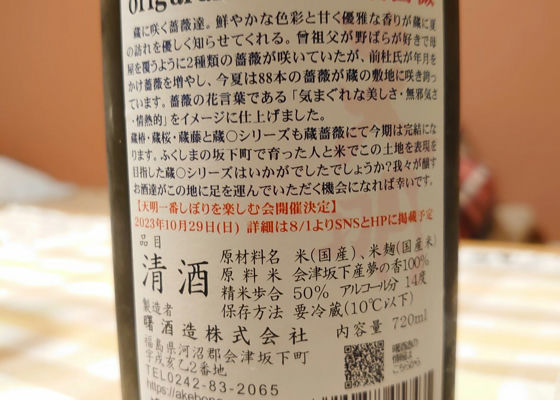 蔵に咲く薔薇達。鮮やかな色彩と甘く優雅な香りが蔵に夏
の訪れを優しく知らせてくれる。曾祖父が野ばらが好きで母
屋を覆うように2種類の薔薇が咲いていたが、前杜氏が年月を
かけ薔薇を増やし、今夏は88本の薔薇が蔵の敷地に咲き誇っ
ています。薔薇の花言葉である「気まぐれな美しさ・無邪気さ
・情熱的」をイメージに仕上げました。
蔵椿・蔵桜・蔵藤と蔵〇シリーズも蔵薔薇にて今期は完結にな
ります。ふくしまの坂下町で育った人と米でこの土地を表現を
目指した蔵〇シリーズはいかがでしたでしょうか？我々が醸す
お酒達がこの地に足を運んでいただく機会になれば幸いです。
【天明一番しぼりを楽しむ会開催決定】
2023年10月29日(日) 詳細は8/1よりSNSとHPに掲載予定
品目
清酒
原材料名 米(国産)、米麹(国産米)
原料米 会津坂下産夢の香100%
精米歩合 50% アルコール分 14度
保存方法 要冷蔵(10℃以下)
製造者
曙酒造株式会社
内容量 720ml
福島県河沼郡会津坂下町
字戌亥乙2番地
TEL0242-83-2065
曙酒造の
情報は
こちらから